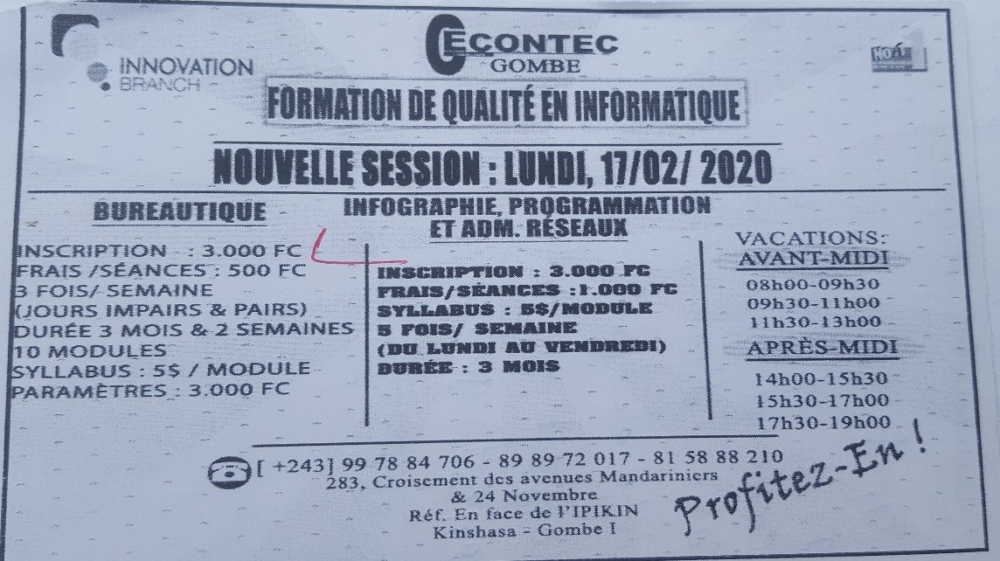 INNOVATION
BRANCH
CECONTEC
GOMBE
FORMATION DE QUALITÉ EN INFORMATIQUE
NOUVELLE SESSION : LUNDI, 17/02/ 2020
BUREAUTIQUE
INSCRIPTION : 3.000 FC
FRAIS /SÉANCES : 500 FC
3 FOIS/ SEMAINE
(JOURS IMPAIRS & PAIRS)
DURÉE 3 MOIS & 2 SEMAINES
10 MODULES
SYLLABUS : 5$ / MODULE
PARAMÈTRES : 3.000 FC
INFOGRAPHIE, PROGRAMMATION
ET ADM. RÉSEAUX
INSCRIPTION : 3.000 FC
FRAIS/SÉANCES :1.000 FC
SYLLABUS : 5$/MODULE
5 FOIS/ SEMAINE
(DU LUNDI AU VENDREDI)
DURÉE : 3 MOIS
VACATIONS:
AVANT-MIDI
08h00-09h30
09h30-11h00
11h30-13h00
APRÈS-MIDI
14h00-15h30
15h30-17h00
17h30-19h00
[ +243] 99 78 84 706 - 89 89 72 017 - 81 58 88 210
283, Croisement des avenues Mandariniers
& 24 Novembre
Réf. En face de l'IPIKIN
Kinshasa - Gombe I
Profitez-En !